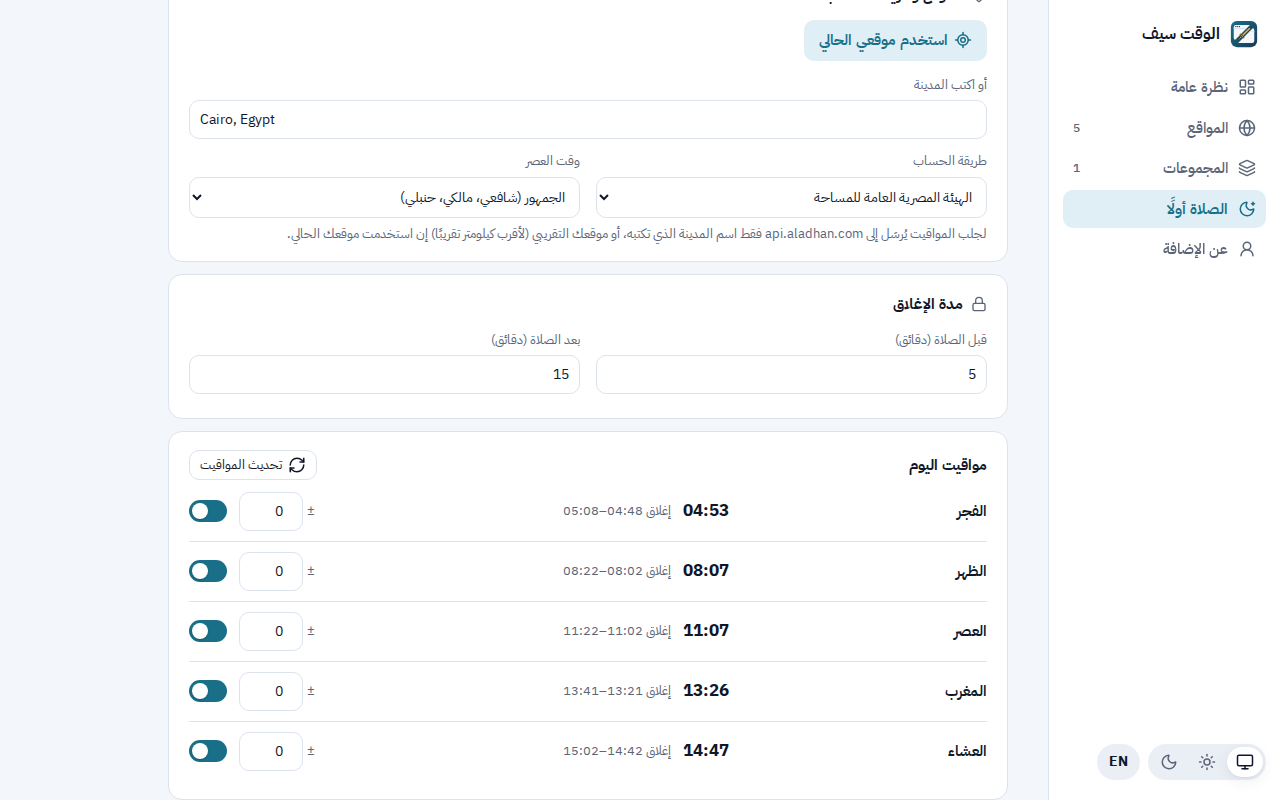 الوقت سيف
نظرة عامة
المواقع 5
المجموعات 1
الصلاة أولًا
عن الإضافة
EN
استخدم موقعي الحالي
أو اكتب المدينة
Cairo, Egypt
طريقة الحساب
الهيئة المصرية العامة للمساحة
وقت العصر
الجمهور (شافعي، مالكي، حنبلي)
لجلب المواقيت يُرسَل إلى api.aladhan.com فقط اسم المدينة الذي تكتبه، أو موقعك التقريبي (لأقرب كيلومتر تقريبًا) إن استخدمت موقعك الحالي.
مدة الإغلاق
قبل الصلاة (دقائق)
5
بعد الصلاة (دقائق)
15
مواقيت اليوم
تحديث المواقيت
الفجر 04:53 إغلاق 04:48–05:08 ± 0
الظهر 08:07 إغلاق 08:02–08:22 ± 0
العصر 11:07 إغلاق 11:02–11:22 ± 0
المغرب 13:26 إغلاق 13:21–13:41 ± 0
العشاء 14:47 إغلاق 14:42–15:02 ± 0